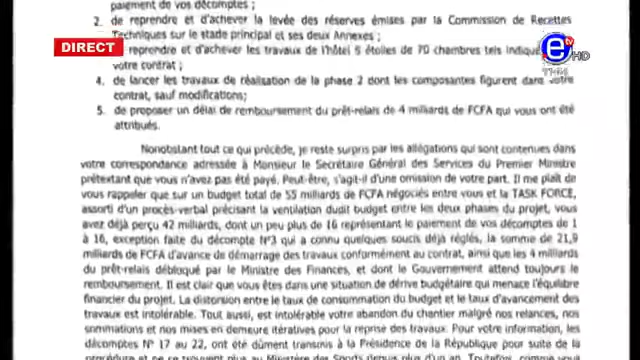 paiement de vos décomptes ;
2. de reprendre et d'achever la levée des réserves émises par la Commission de Recettes
Techniques sur le stade principal et ses deux Annexes ;
DIRECT
reprendre et d'achever les travaux de l'hôtel 5 étoiles de 70 chambres tels indiqu
votre contrat ;
e tv HD
4. de lancer les travaux de réalisation de la phase 2 dont les composantes figurent dans votre
contrat, sauf modifications;
5. de proposer un délai de remboursement du prêt-relais de 4 milliards de FCFA qui vous ont été
attribués.
Nonobstant tout ce qui précède, je reste surpris par les allégations qui sont contenues dans
votre correspondance adressée à Monsieur le Secrétaire Général des Services du Premier Ministre
prétextant que vous n'avez pas été payé. Peut-être, s'agit-il d'une omission de votre part. Il me plaît de
vous rappeler que sur un budget total de 55 milliards de FCFA négociés entre vous et la TASK FORCE,
assorti d'un procès-verbal précisant la ventilation dudit budget entre les deux phases du projet, vous
avez déjà perçu 42 milliards, dont un peu plus de 16 représentant le paiement de vos décomptes de 1
à 16, exception faite du décompte N°3 qui a connu quelques soucis déjà réglés, la somme de 21,9
milliards de FCFA d'avance de démarrage des travaux conformément au contrat, ainsi que les 4 milliards
du prêt-relais débloqué par le Ministre des Finances, et dont le Gouvernement attend toujours le
remboursement. Il est clair que vous êtes dans une situation de dérive budgétaire qui menace l'équilibre
financier du projet. La distorsion entre le taux de consommation du budget et le taux d'avancement des
travaux est intolérable. Tout aussi, est intolérable votre abandon du chantier malgré nos relances, nos
sommations et nos mises en demeure itératives pour la reprise des travaux. Pour votre information, les
décomptes N° 17 au 22, ont été dûment transmis à la Présidence de la République pour suite de la
procédure et ne se trouvent plus au Ministère des Sports depuis plus d'un an. Toutefois, comme vous